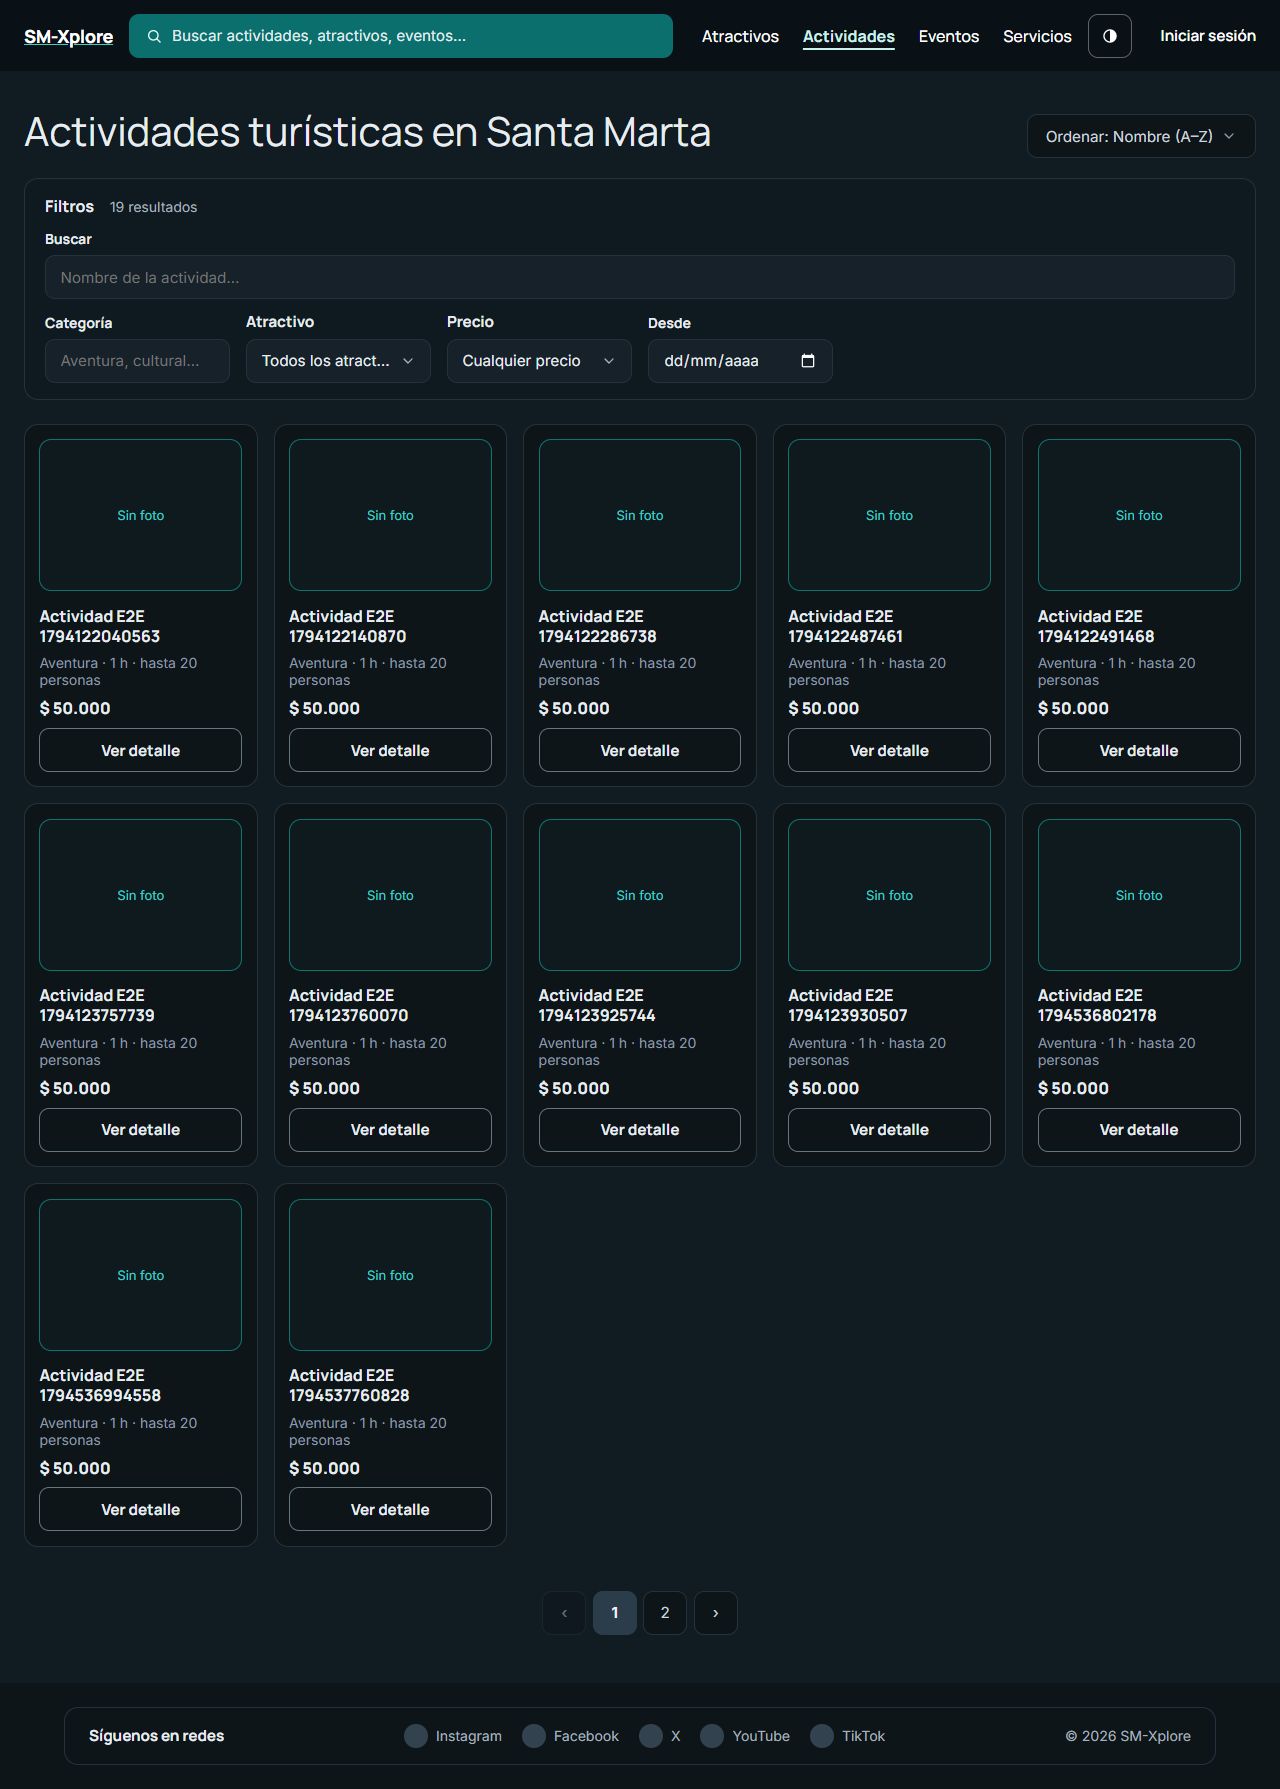 SM-Xplore
Buscar actividades, atractivos, eventos...
Atractivos
Actividades
Eventos
Servicios
Iniciar sesión
Actividades turísticas en Santa Marta
Ordenar: Nombre (A–Z)
Filtros 19 resultados
Buscar
Nombre de la actividad...
Categoría
Atractivo
Precio
Desde
Aventura, cultural...
Todos los atract...
Cualquier precio
dd/mm/aaaa
Sin foto
Actividad E2E
1794122040563
Aventura · 1 h · hasta 20
personas
$ 50.000
Ver detalle
Sin foto
Actividad E2E
1794122140870
Aventura · 1 h · hasta 20
personas
$ 50.000
Ver detalle
Sin foto
Actividad E2E
1794122286738
Aventura · 1 h · hasta 20
personas
$ 50.000
Ver detalle
Sin foto
Actividad E2E
1794122487461
Aventura · 1 h · hasta 20
personas
$ 50.000
Ver detalle
Sin foto
Actividad E2E
1794122491468
Aventura · 1 h · hasta 20
personas
$ 50.000
Ver detalle
Sin foto
Actividad E2E
1794123757739
Aventura · 1 h · hasta 20
personas
$ 50.000
Ver detalle
Sin foto
Actividad E2E
1794123760070
Aventura · 1 h · hasta 20
personas
$ 50.000
Ver detalle
Sin foto
Actividad E2E
1794123925744
Aventura · 1 h · hasta 20
personas
$ 50.000
Ver detalle
Sin foto
Actividad E2E
1794123930507
Aventura · 1 h · hasta 20
personas
$ 50.000
Ver detalle
Sin foto
Actividad E2E
1794536802178
Aventura · 1 h · hasta 20
personas
$ 50.000
Ver detalle
Sin foto
Actividad E2E
1794536994558
Aventura · 1 h · hasta 20
personas
$ 50.000
Ver detalle
Sin foto
Actividad E2E
1794537760828
Aventura · 1 h · hasta 20
personas
$ 50.000
Ver detalle
‹ 1 2 ›
Síguenos en redes
Instagram
Facebook
X
YouTube
TikTok
© 2026 SM-Xplore